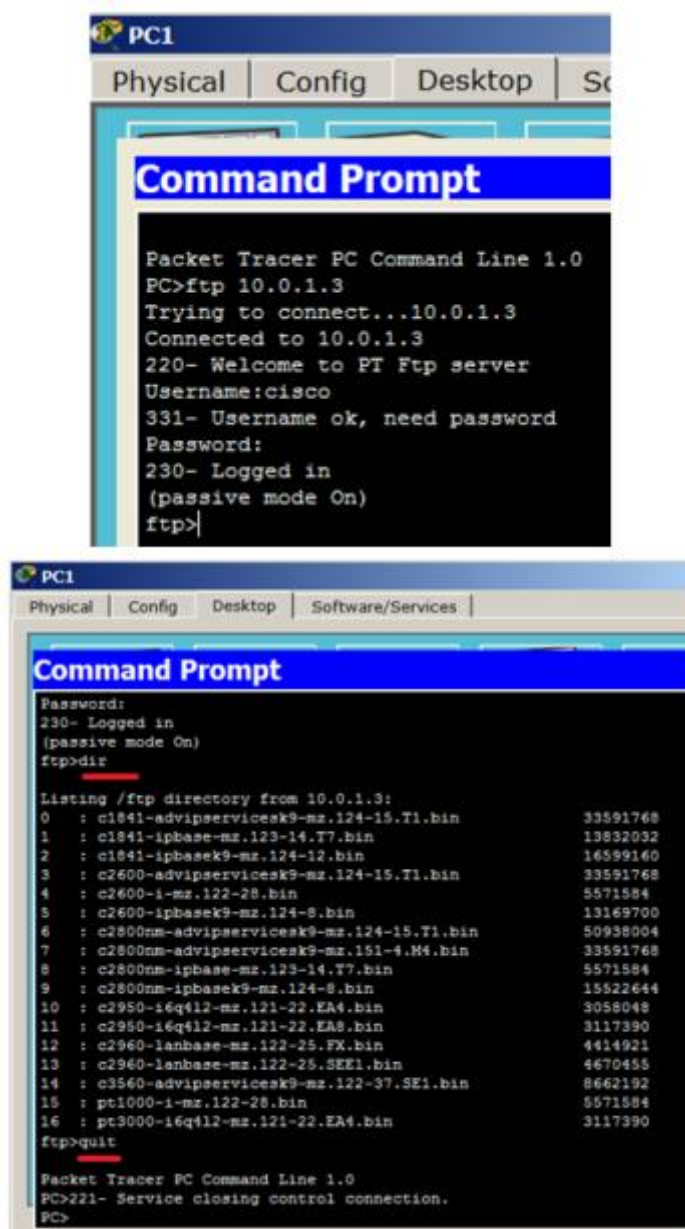 PC1
Physical Config Desktop
Command Prompt
Packet Tracer PC Command Line 1.0
PC>ftp 10.0.1.3
Trying to connect...10.0.1.3
Connected to 10.0.1.3
220- Welcome to PT Ftp server
Username:cisco
331- Username ok, need password
Password:
230- Logged in
(passive mode On)
ftp>
PC1
Physical Config Desktop Software/Services
Command Prompt
Password:
230- Logged in
(passive mode On)
ftp>dir
Listing /ftp directory from 10.0.1.3:
0 : c1841-advipservicesk9-mz.124-15.T1.bin 33591768
1 : c1841-ipbase-mz.123-14.T7.bin 13832032
2 : c1841-ipbasek9-mz.124-12.bin 16599160
3 : c2600-advipservicesk9-mz.124-15.T1.bin 33591768
4 : c2600-i-mz.122-28.bin 5571584
5 : c2600-ipbasek9-mz.124-8.bin 13169700
6 : c2800nm-advipservicesk9-mz.124-15.T1.bin 50938004
7 : c2800nm-advipservicesk9-mz.151-4.M4.bin 33591768
8 : c2800nm-ipbase-mz.123-14.T7.bin 5571584
9 : c2800nm-ipbasek9-mz.124-8.bin 15522644
10 : c2950-i6q4l2-mz.121-22.EA4.bin 3058048
11 : c2950-i6q4l2-mz.121-22.EA8.bin 3117390
12 : c2960-lanbase-mz.122-25.FX.bin 4414921
13 : c2960-lanbase-mz.122-25.SEE1.bin 4670455
14 : c3560-advipservicesk9-mz.122-37.SE1.bin 8662192
15 : pt1000-i-mz.122-28.bin 5571584
16 : pt3000-i6q4l2-mz.121-22.EA4.bin 3117390
ftp>quit
Packet Tracer PC Command Line 1.0
PC>221- Service closing control connection.
PC>